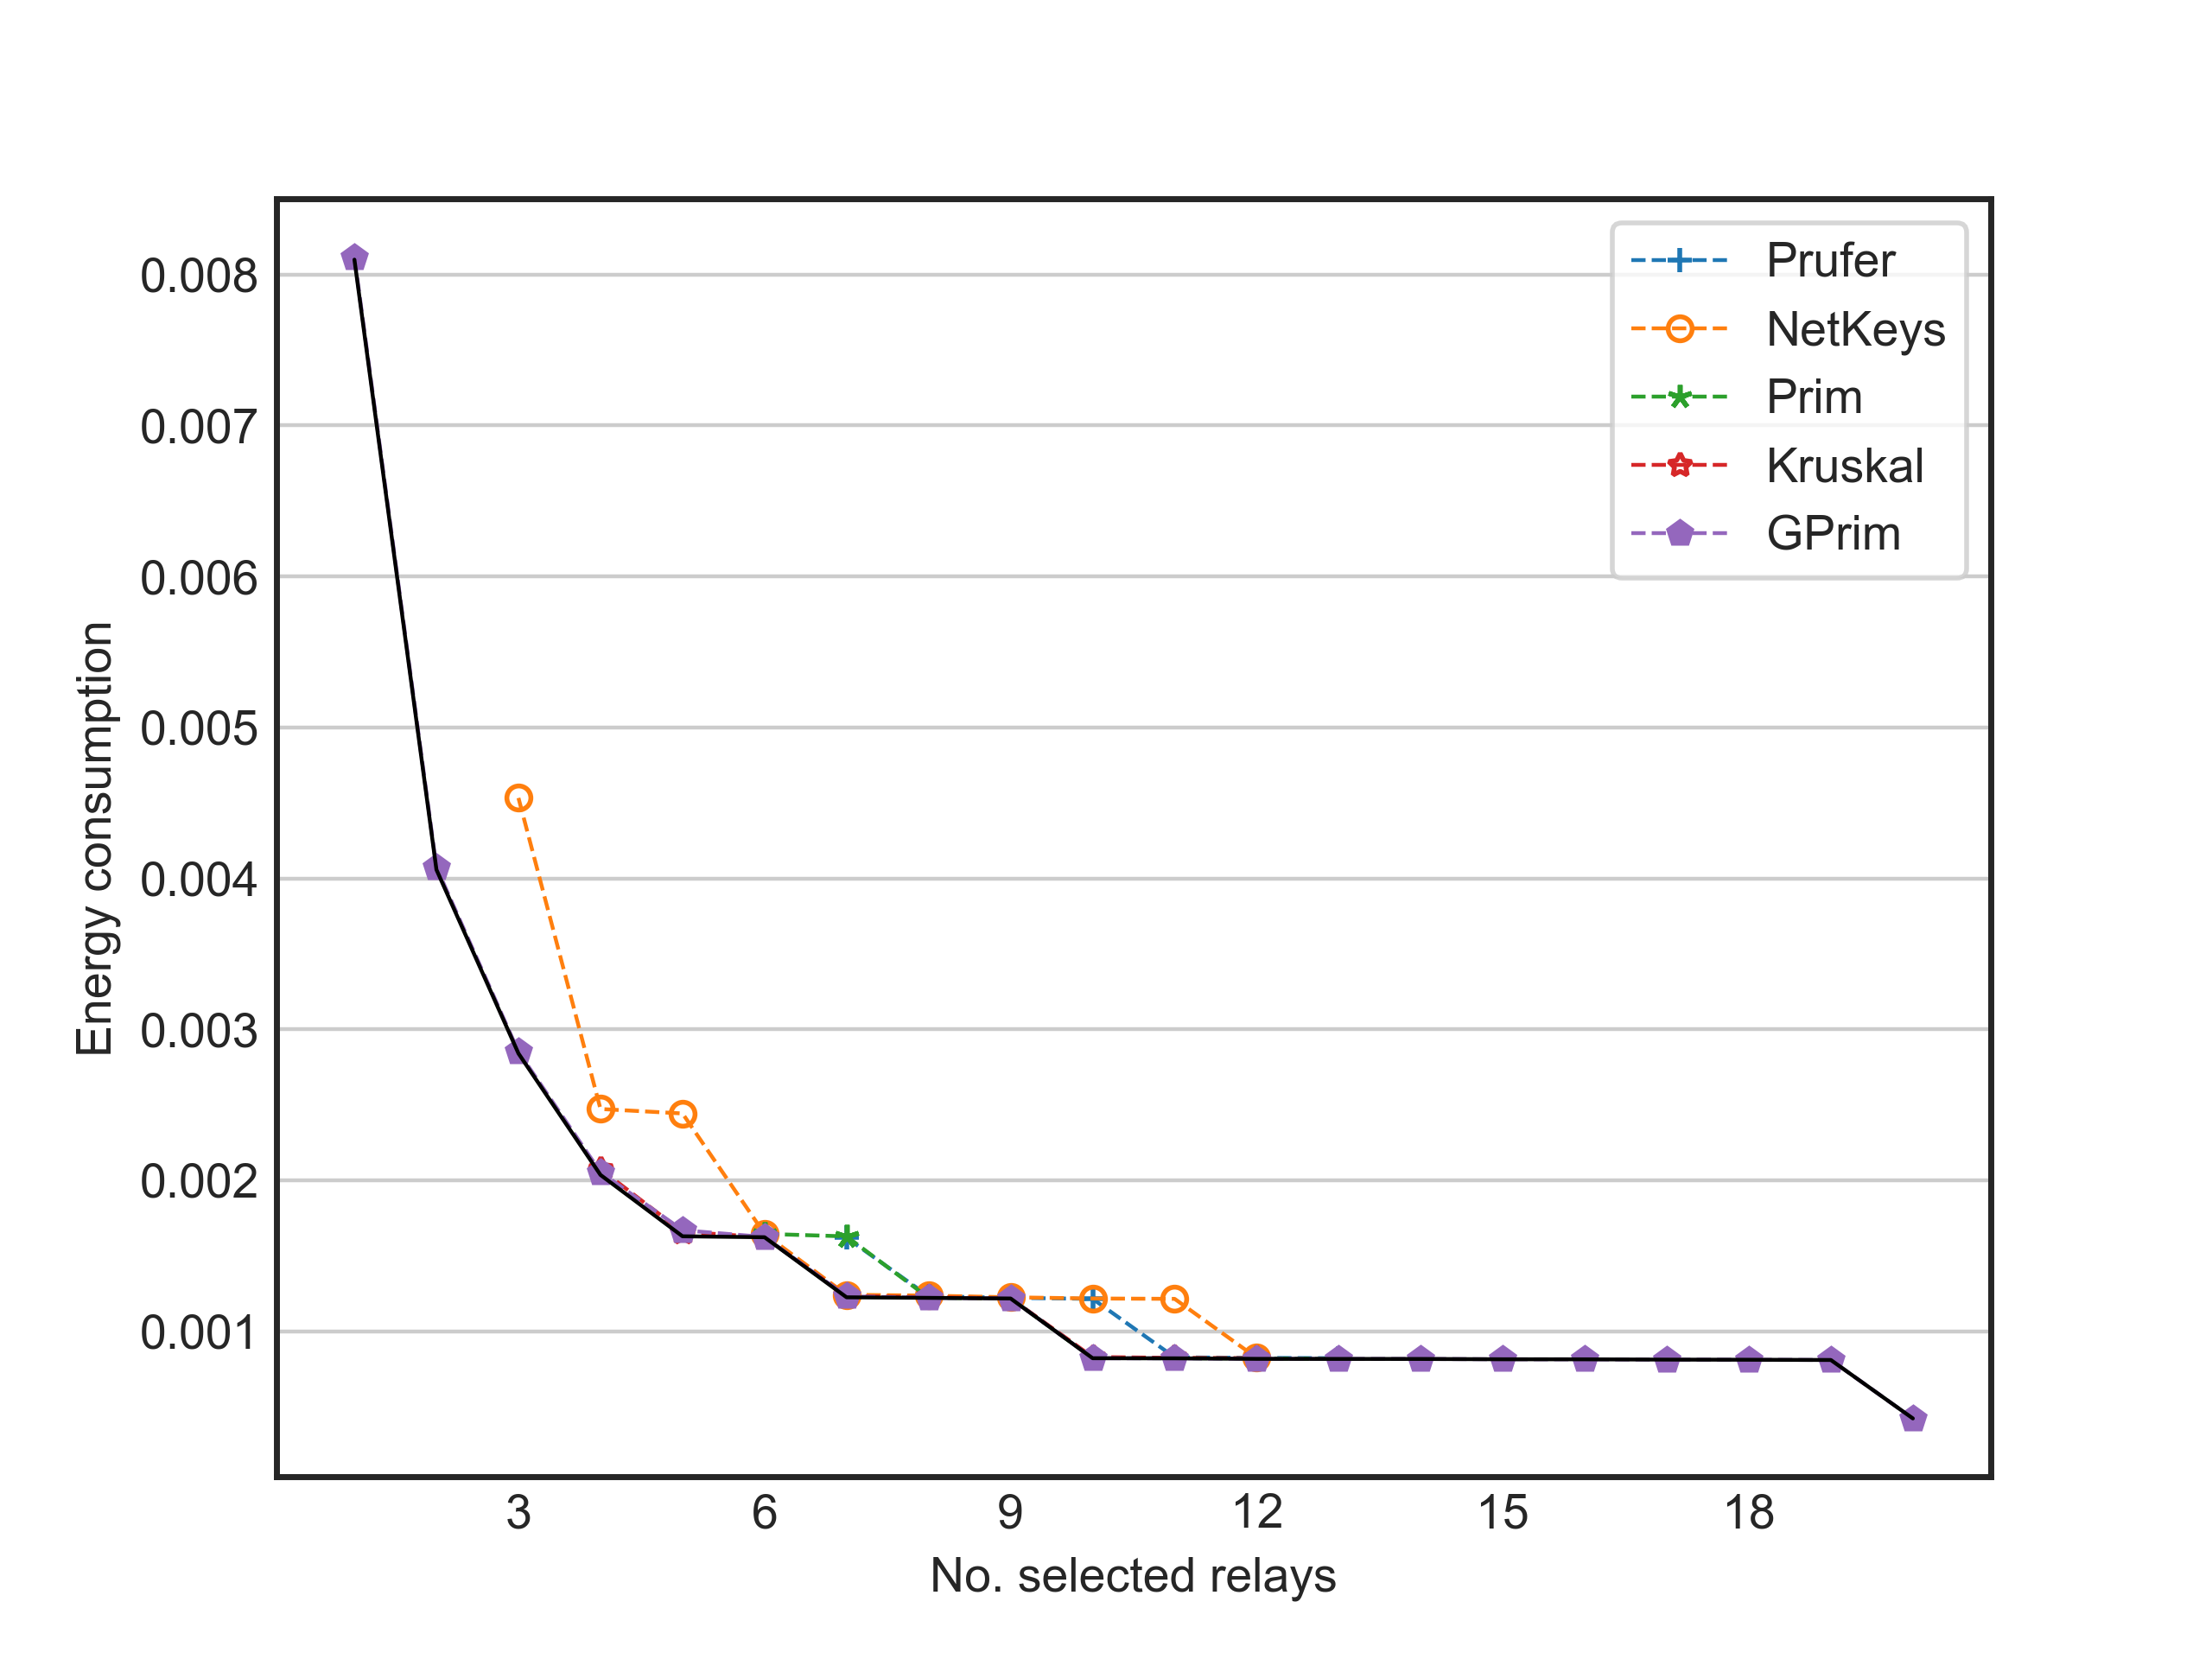 0.008
0.007
0.006
0.005
0.004
0.003
0.002
0.001
Energy consumption
3 6 9 12 15 18
No. selected relays
Prufer
NetKeys
Prim
Kruskal
GPrim